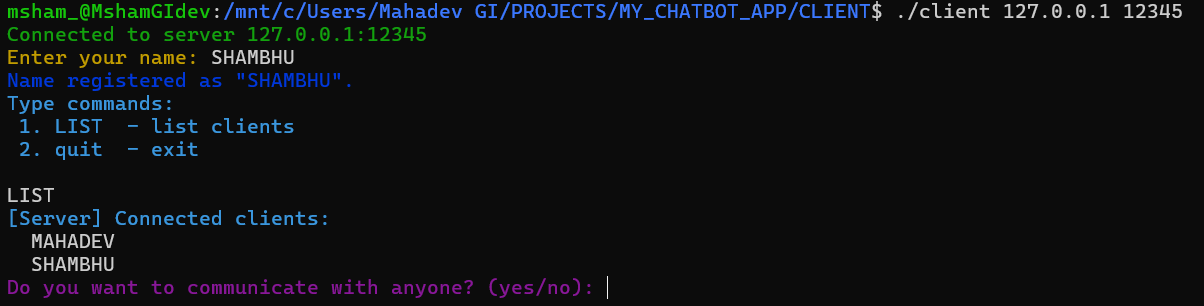 msham_@MshamGIdev:/mnt/c/Users/Mahadev GI/PROJECTS/MY_CHATBOT_APP/CLIENT$ ./client 127.0.0.1 12345
Connected to server 127.0.0.1:12345
Enter your name: SHAMBHU
Name registered as "SHAMBHU".
Type commands:
 1. LIST  - list clients
 2. quit  - exit

LIST
[Server] Connected clients:
  MAHADEV
  SHAMBHU
Do you want to communicate with anyone? (yes/no):